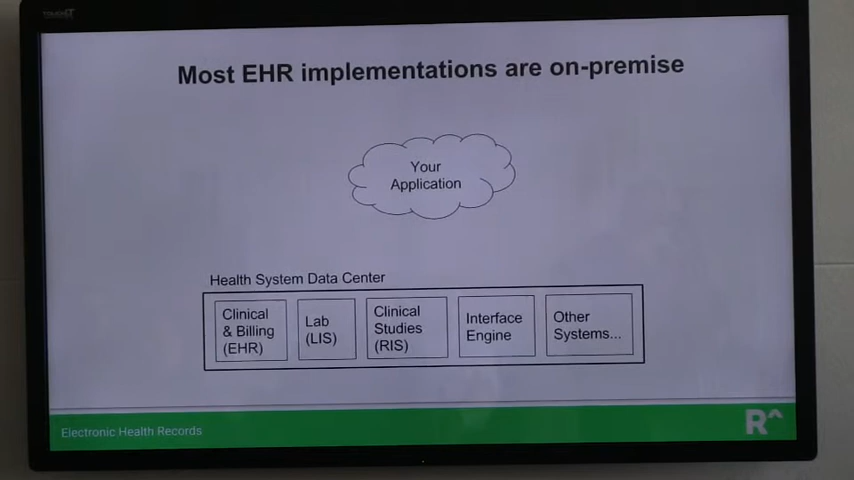 Most EHR implementations are on-premise
Your
Application
Health System Data Center
Clinical
& Billing
(EHR)
Lab
(LIS)
Clinical
Studies
(RIS)
Interface
Engine
Other
Systems...
Electronic Health Records
R^